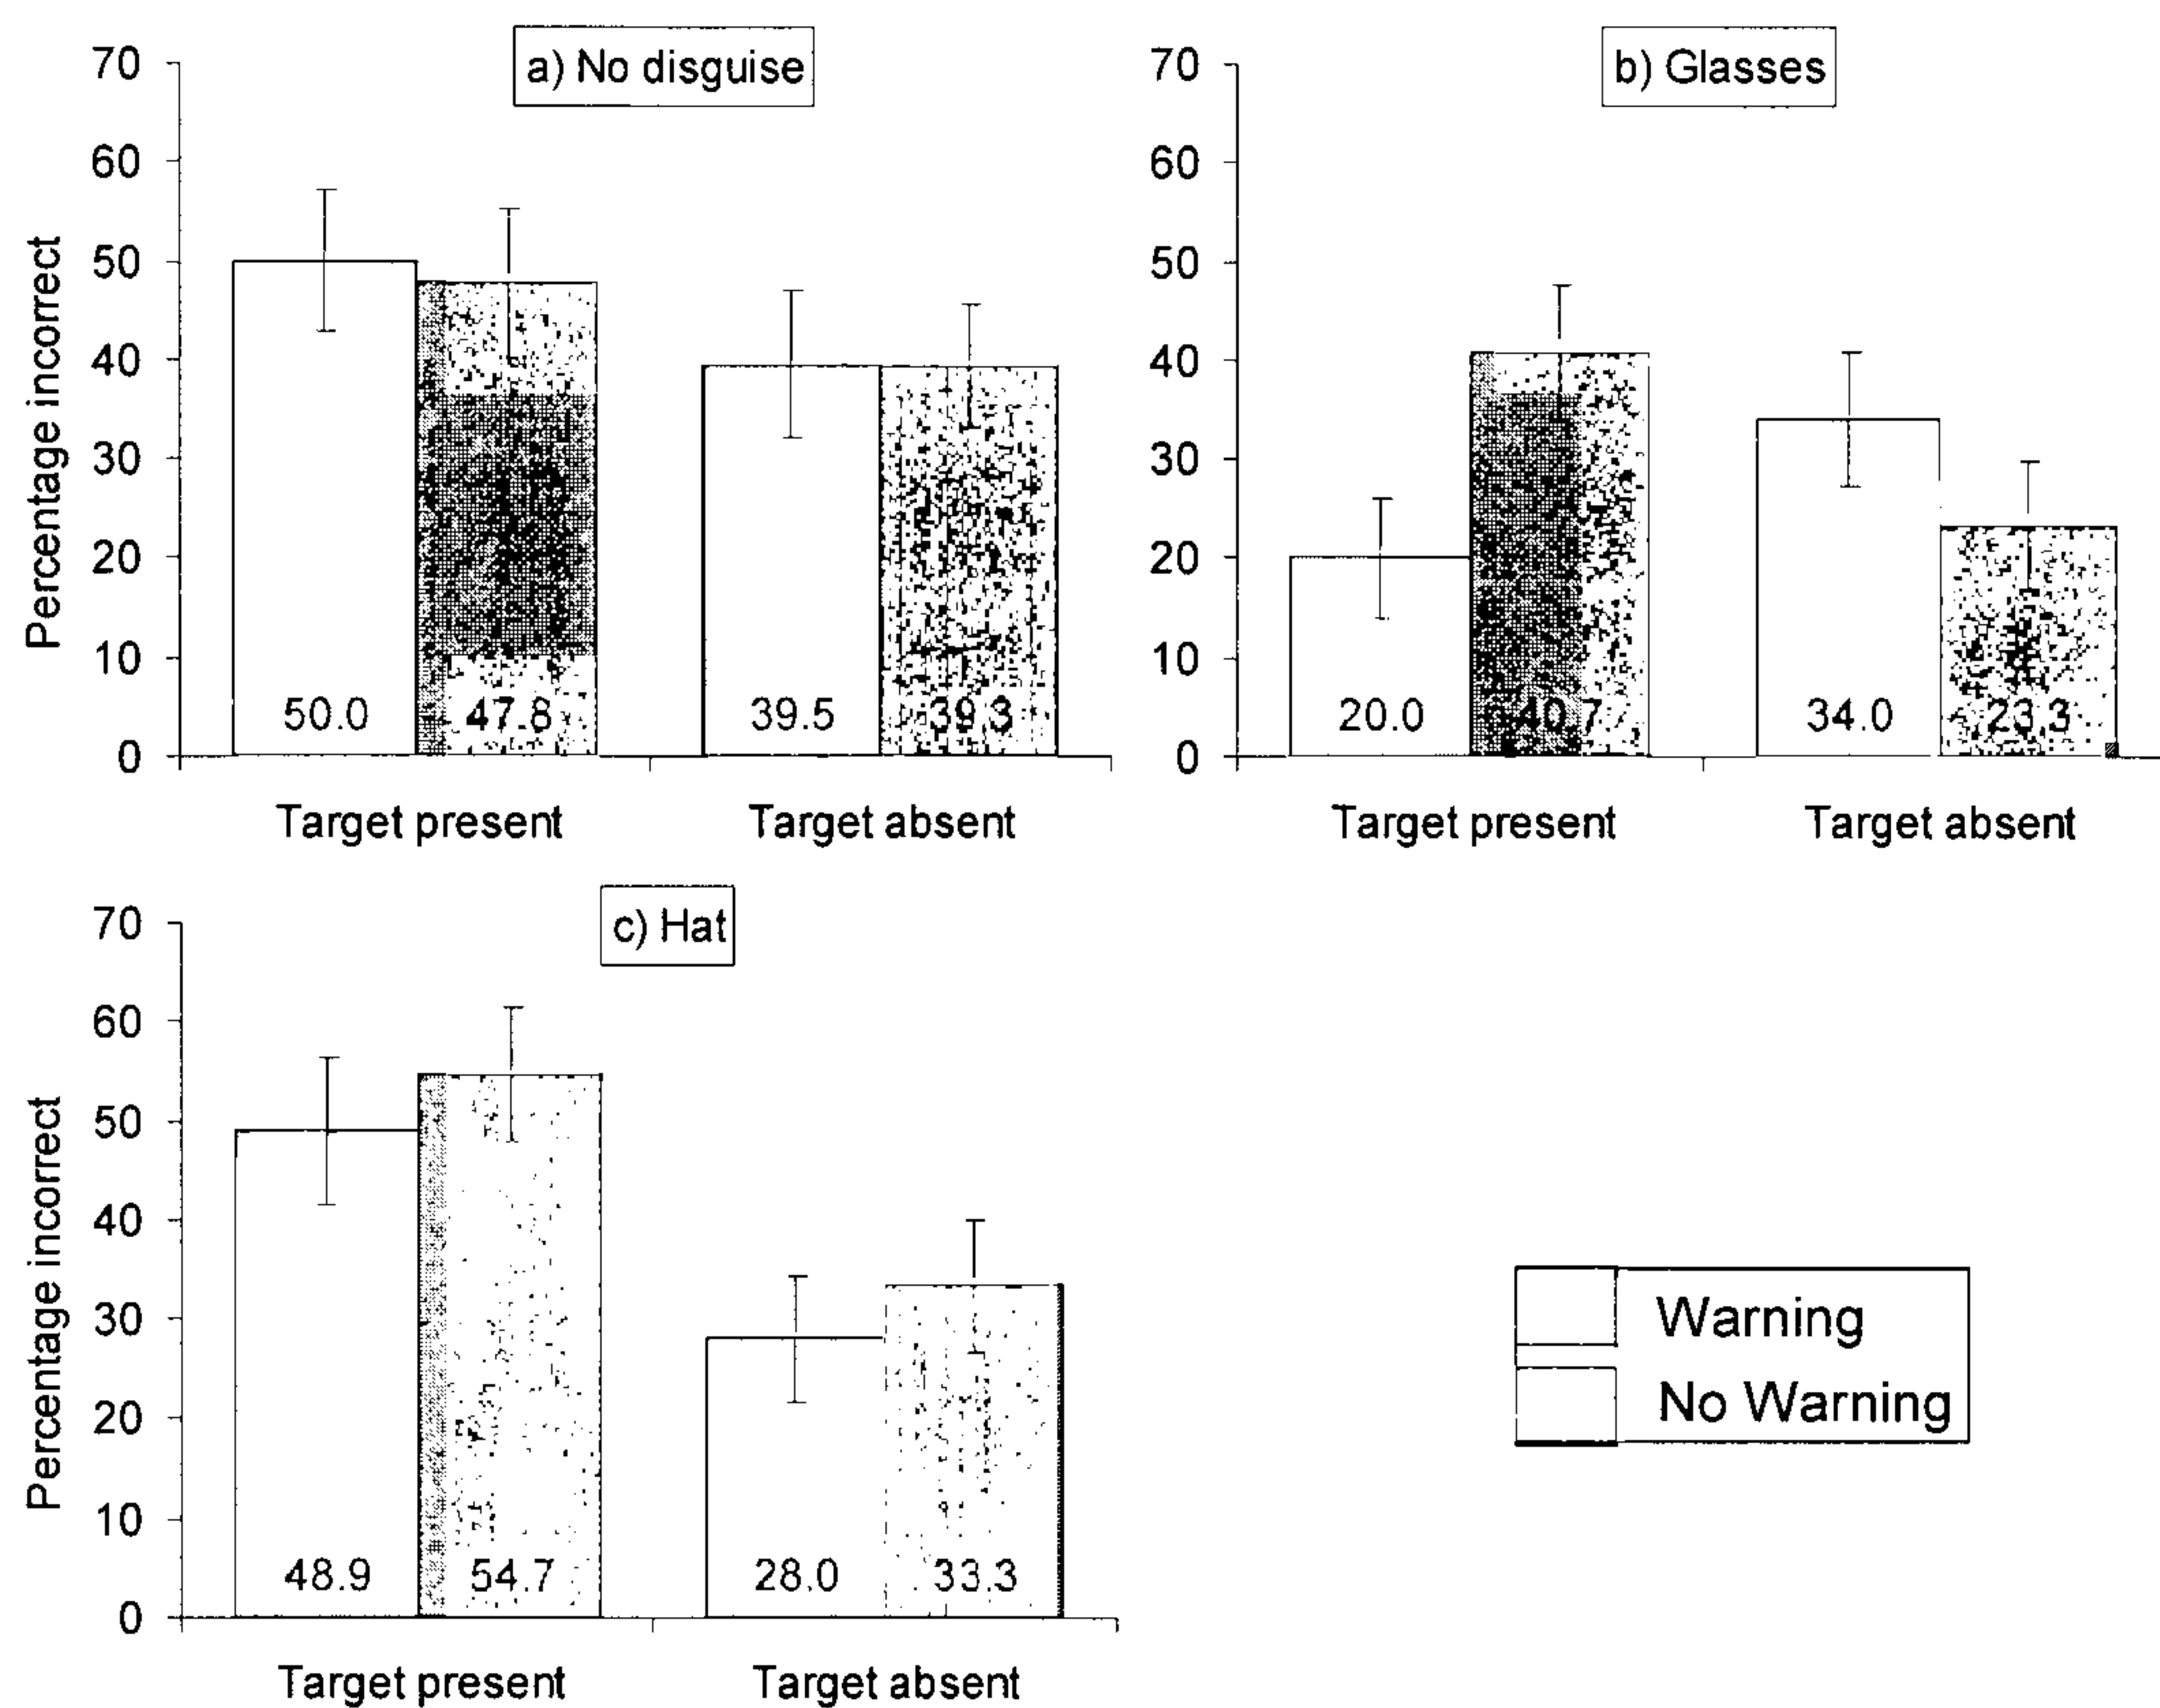 a) No disguise
70
60
50
40
30
20
10
0
Percentage incorrect
50.0 47.8 39.5 39.3
Target present Target absent
b) Glasses
70
60
50
40
30
20
10
0
20.0 40.7 34.0 23.3
Target present Target absent
c) Hat
70
60
50
40
30
20
10
0
Percentage incorrect
48.9 54.7 28.0 33.3
Target present Target absent
Warning
No Warning